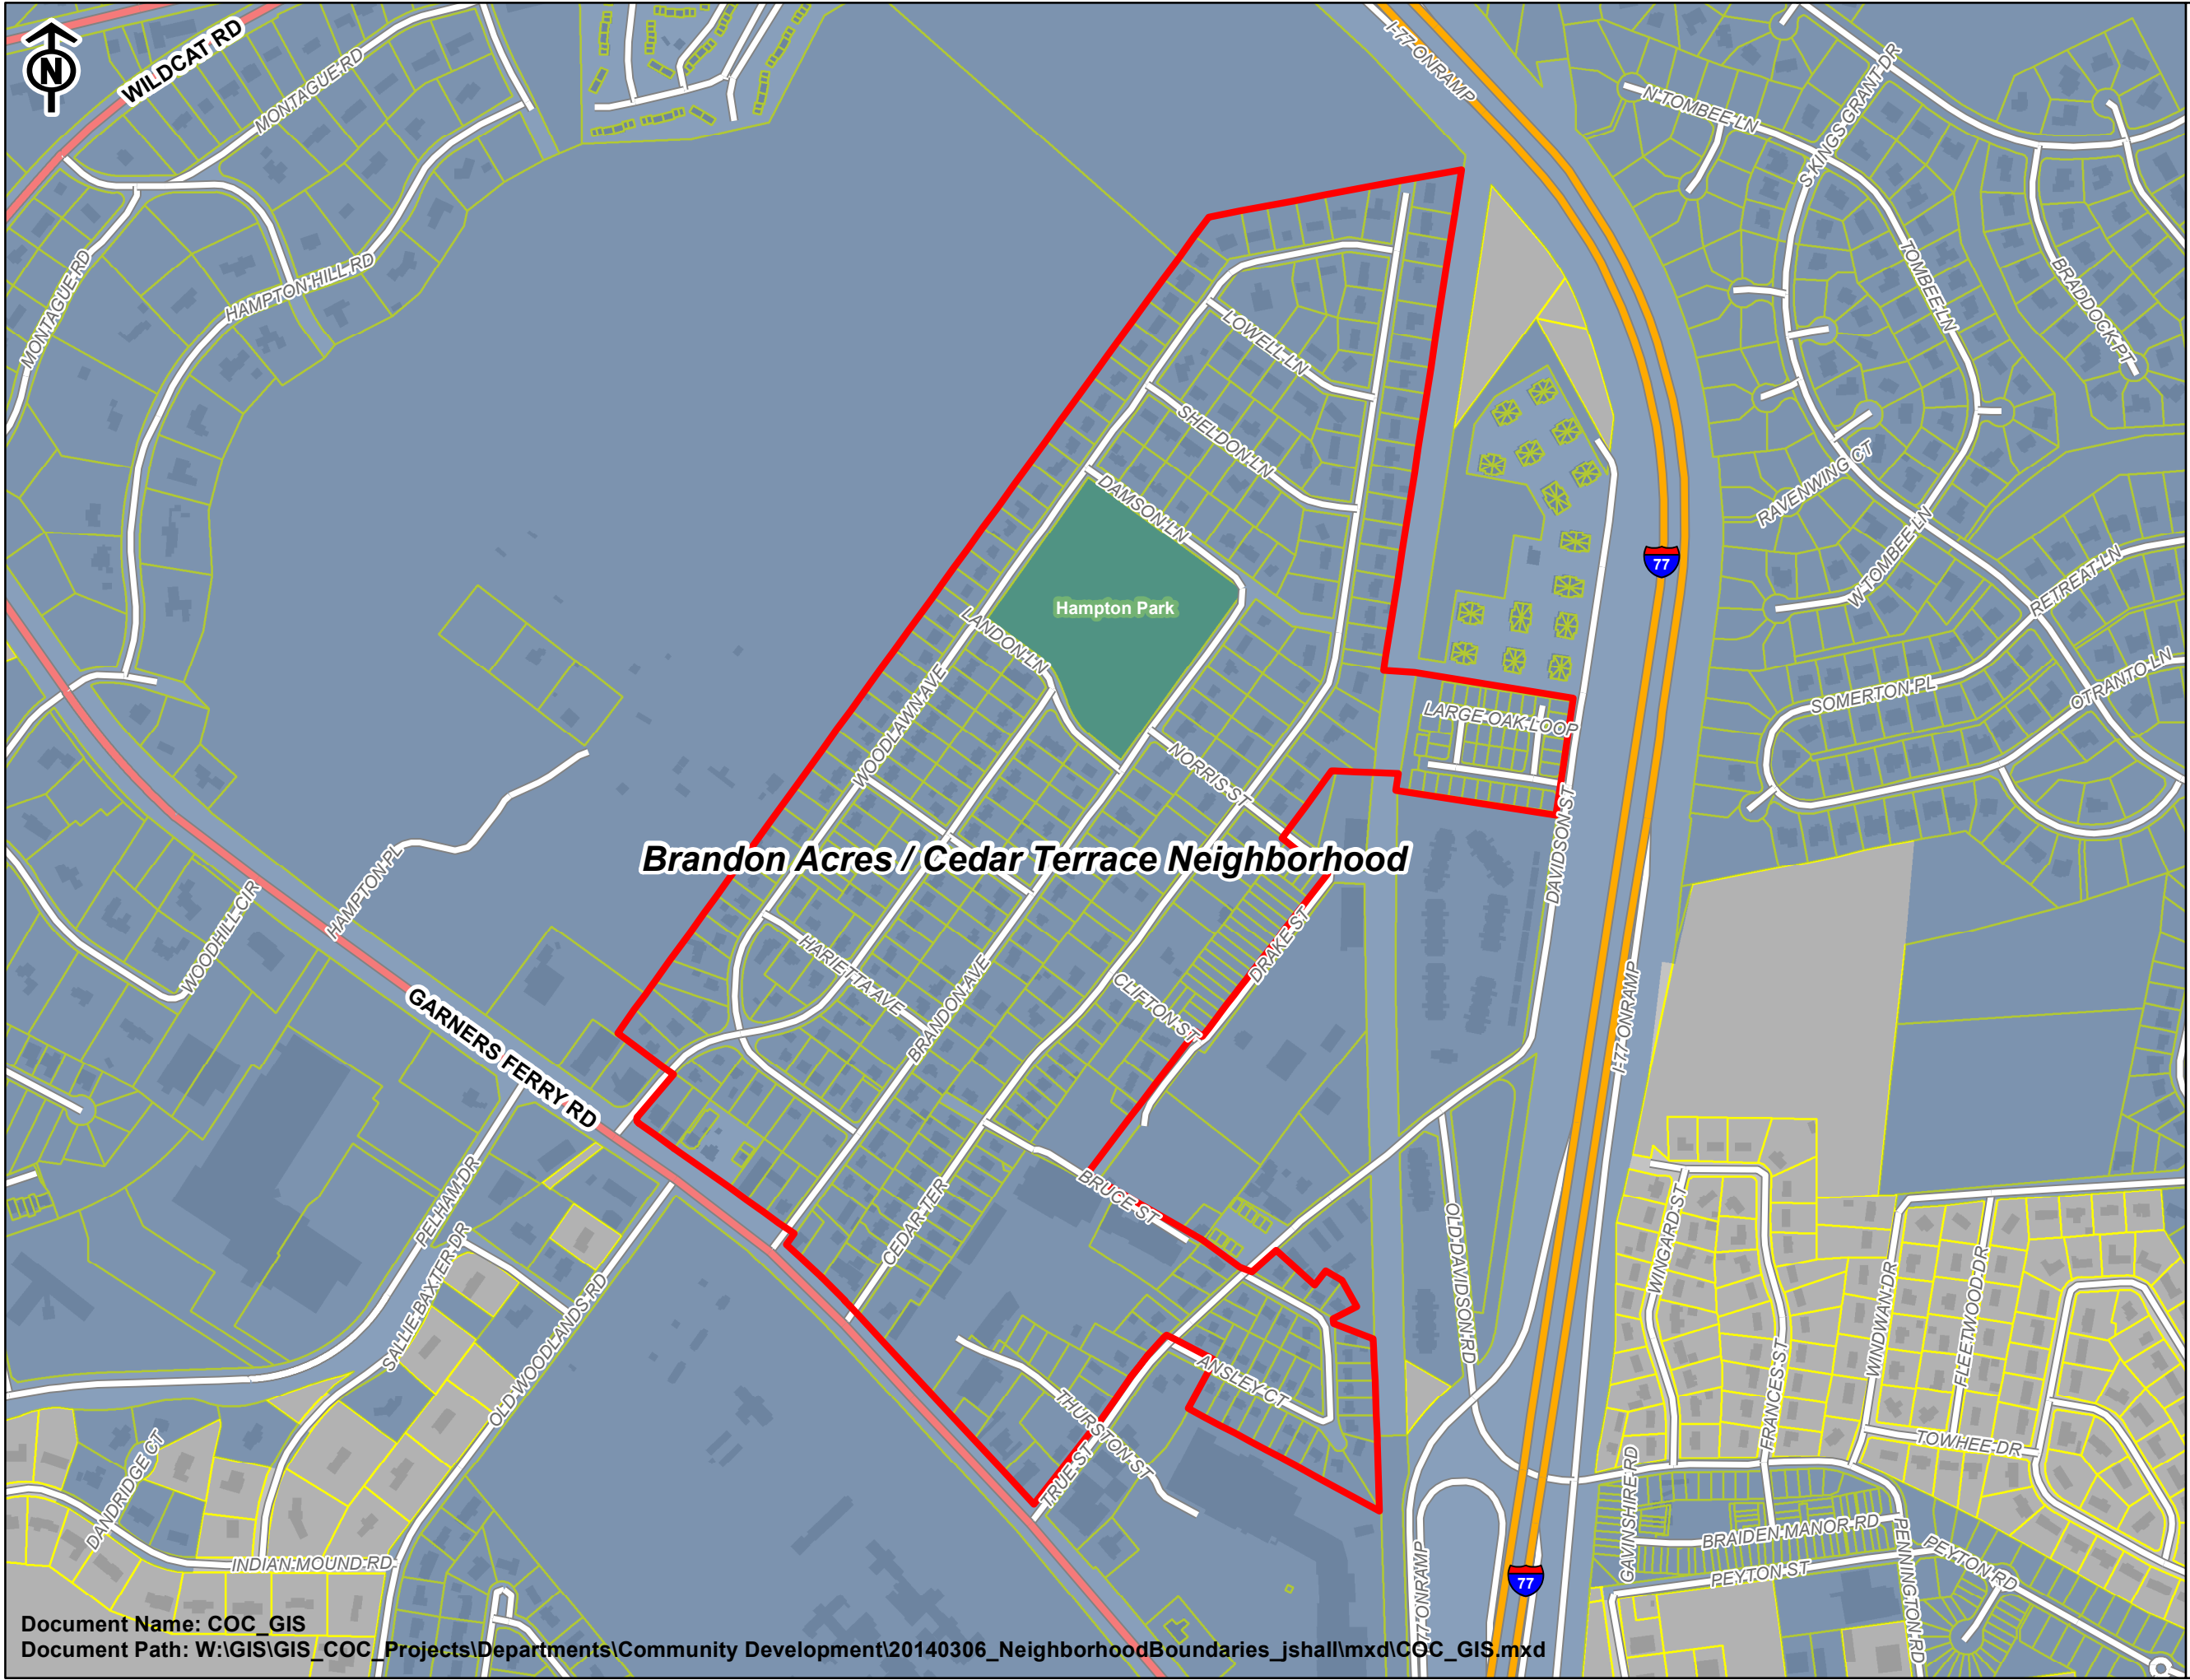 N
WILDCAT RD
MONTAGUE RD
I-77 ONRAMP
N TOMBEE LN
S KINGS GRANT DR
MONTAGUE RD
HAMPTON HILL RD
TOMBEE LN
BRADDOCK PT
LOWELL LN
SHELDON LN
DAMSON LN
RAVENWING CT
77
W TOMBEE LN
RETREAT LN
Hampton Park
LANDON LN
WOODLAWN AVE
SOMERTON PL
OTRANTO LN
LARGE OAK LOOP
NORRIS ST
Brandon Acres / Cedar Terrace Neighborhood
DAVIDSON ST
HAMPTON PL
WOODHILL CIR
DRAKE ST
HARIETTA AVE
BRANDON AVE
CLIFTON ST
I-77 ONRAMP
GARNERS FERRY RD
PELHAM DR
BRUCE ST
CEDAR TER
OLD DAVIDSON RD
WINGARD ST
SALLIE BAXTER DR
OLD WOODLANDS RD
WINDWAN DR
FLEETWOOD DR
FRANCES ST
ANSLEY CT
THURSTON ST
TRUE ST
TOWHEE DR
DANDRIDGE CT
INDIAN MOUND RD
GAVINSHIRE RD
BRAIDEN MANOR RD
PENNINGTON RD
PEYTON RD
PEYTON ST
77
I-77 ONRAMP
Document Name: COC_GIS
Document Path: W:\GIS\GIS_COC_Projects\Departments\Community Development\20140306_NeighborhoodBoundaries_jshall\mxd\COC_GIS.mxd